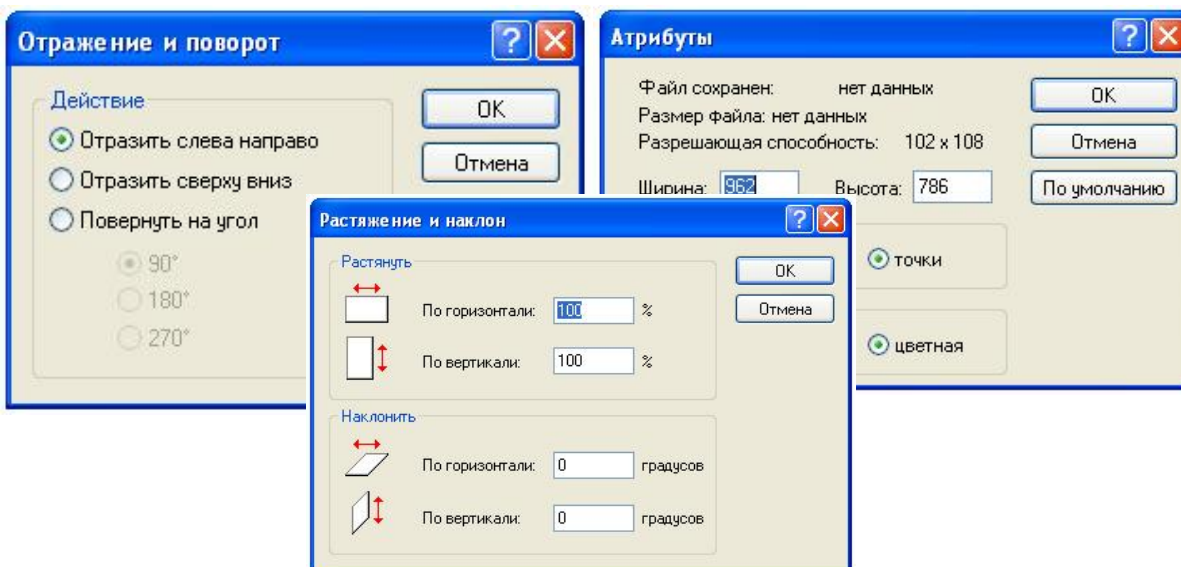 Отражение и поворот
Действие
Отразить слева направо
Отразить сверху вниз
Повернуть на угол
90°
180°
270°
OK
Отмена
Атрибуты
Файл сохранен: нет данных
Размер файла: нет данных
Разрешающая способность: 102 x 108
Ширина: 962 Высота: 786
точки
цветная
OK
Отмена
По умолчанию
Растяжение и наклон
Растянуть
По горизонтали: 100 %
По вертикали: 100 %
Наклонить
По горизонтали: 0 градусов
По вертикали: 0 градусов
OK
Отмена